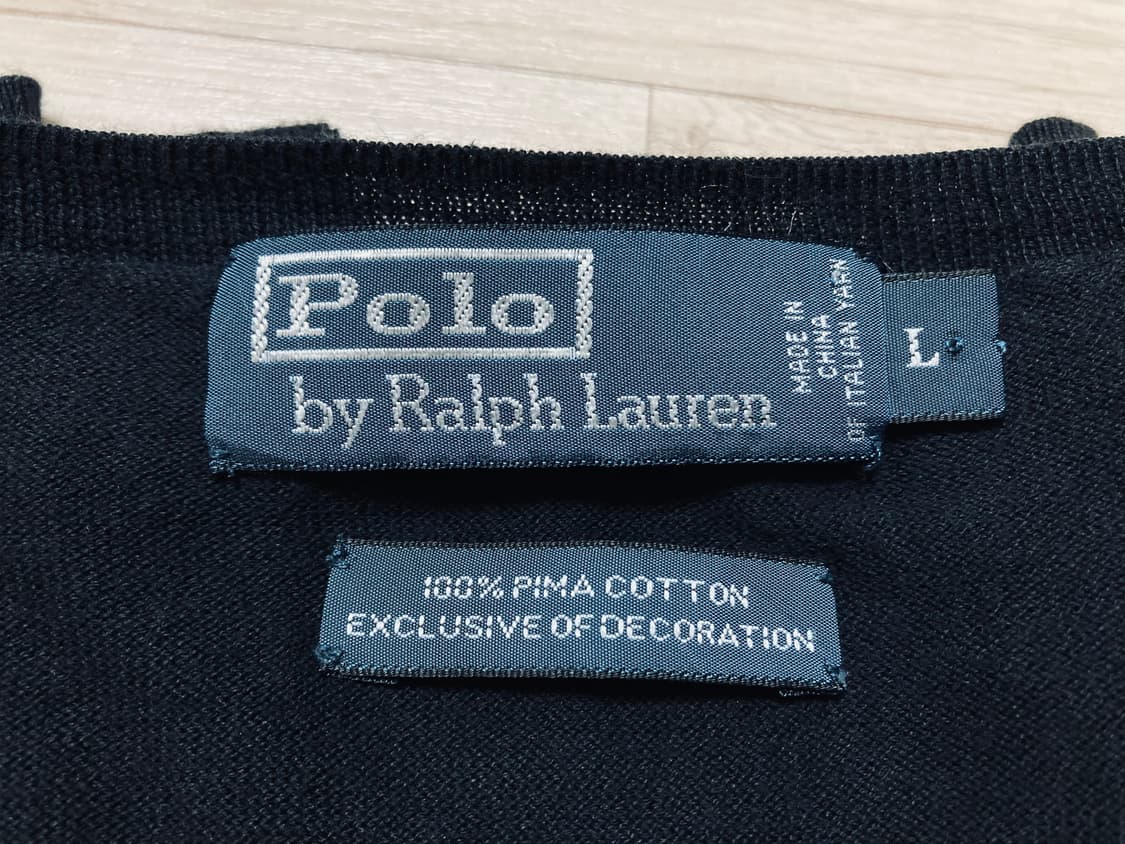 Polo
by Ralph Lauren
MADE IN
CHINA
OF ITALIAN YARN
L
100% PIMA COTTON
EXCLUSIVE OF DECORATION